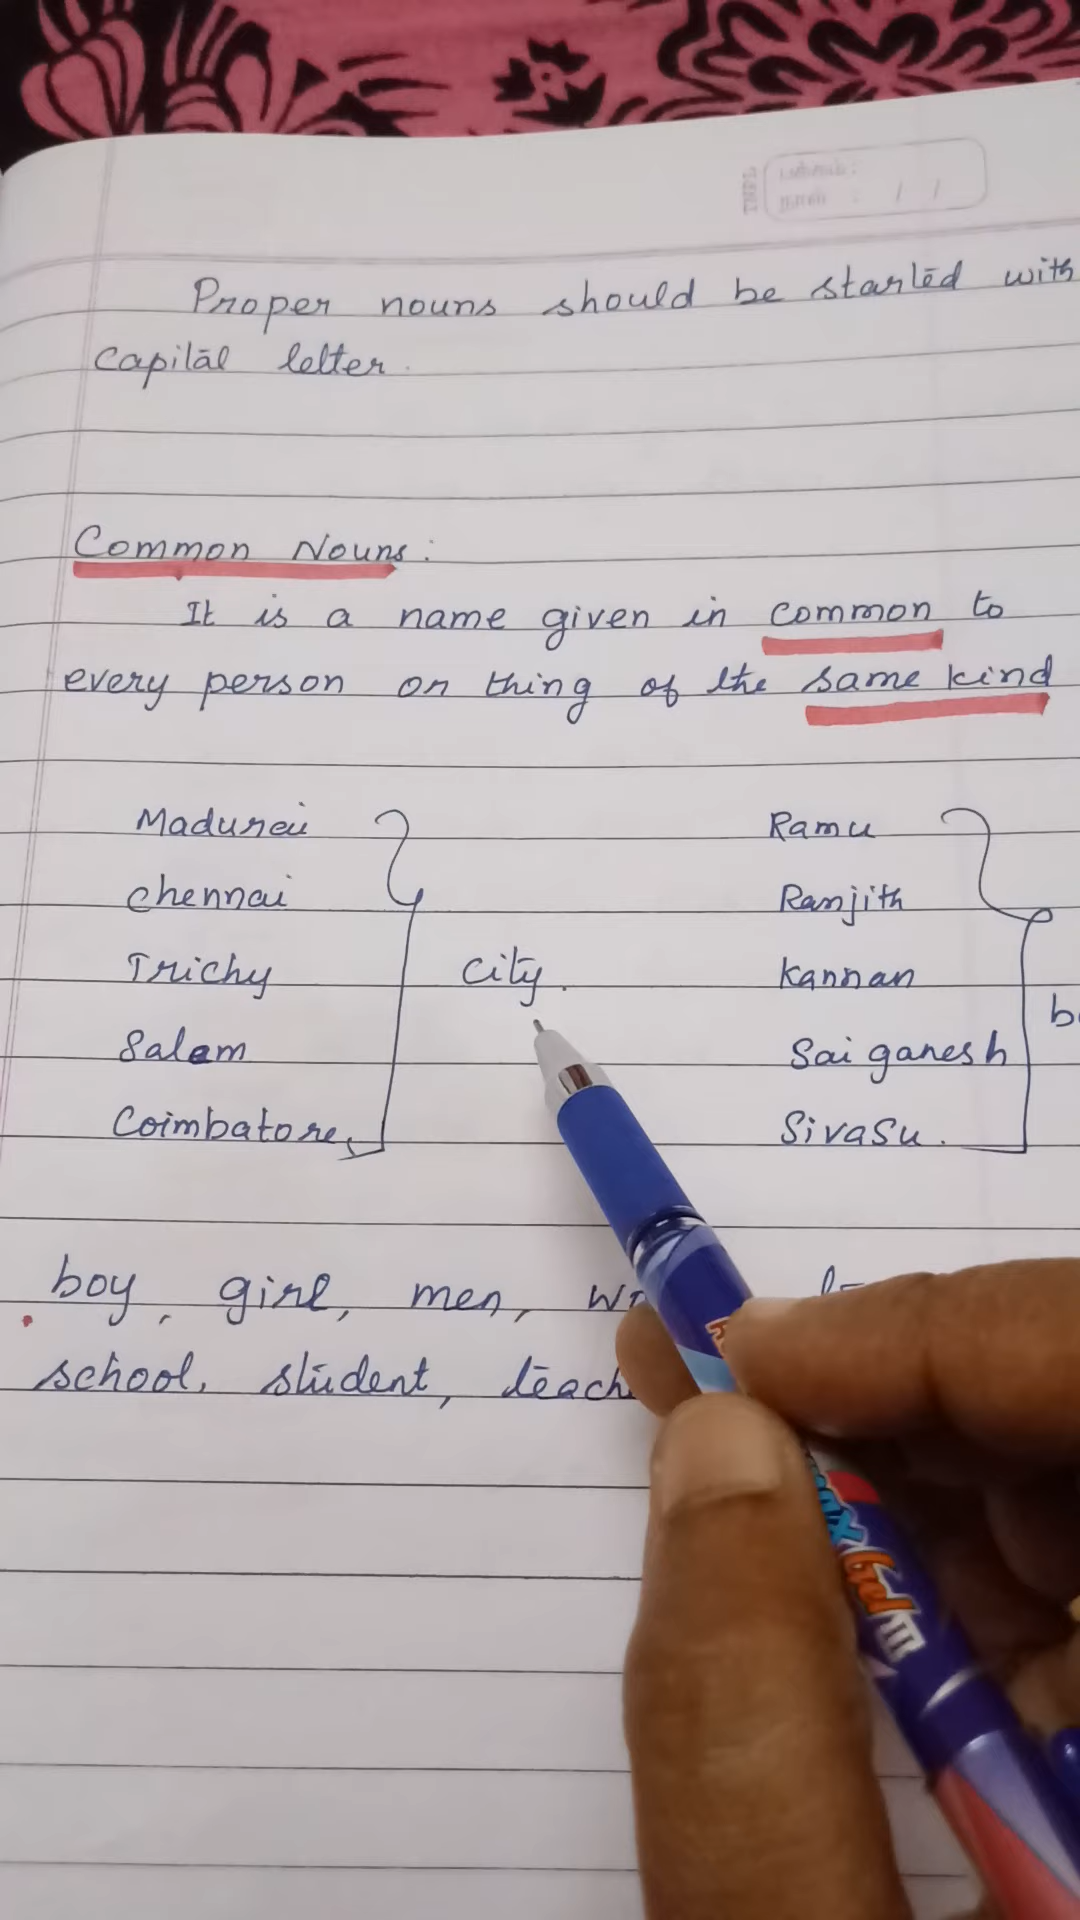 Proper nouns should be started with
capital letter.
Common Nouns:
It is a name given in common to
every person or thing of the same kind
Madurai
chennai
Trichy
Salem
Coimbatore
city.
Ramu
Ranjith
kannan
Sai ganesh
Sivasu.
boy, girl, men,
school, student,
TNPL
gel